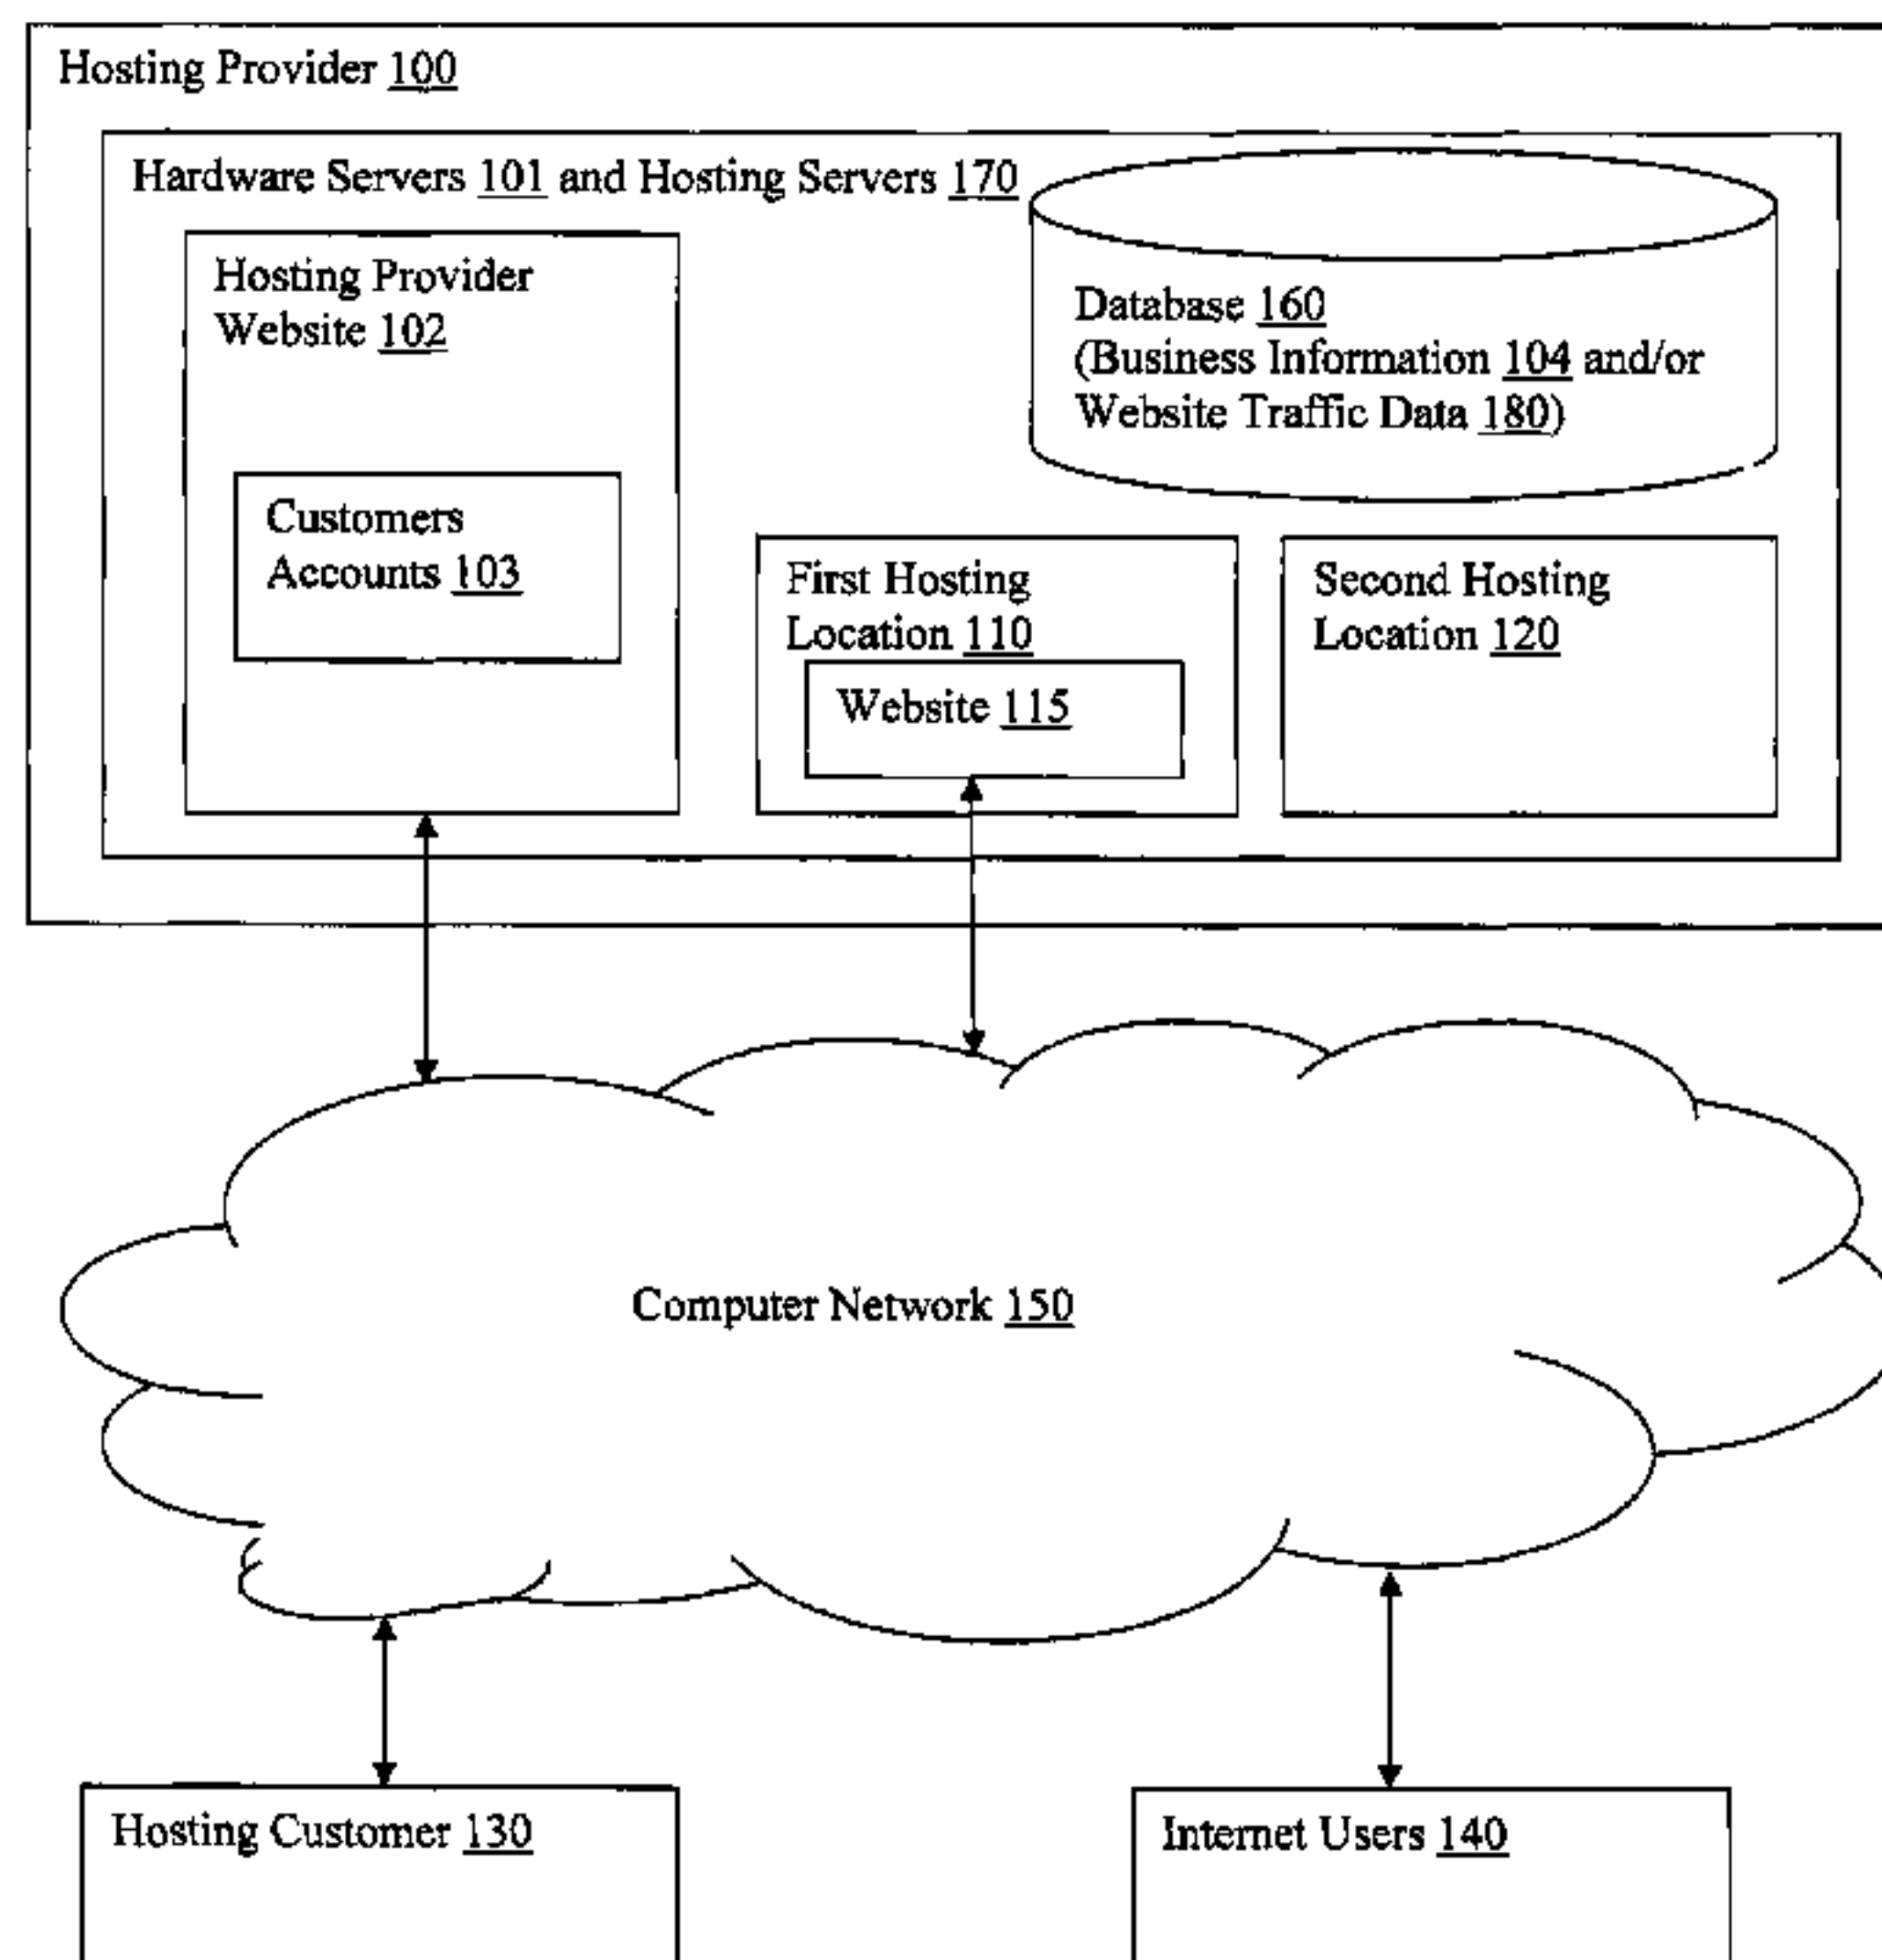 Hosting Provider 100
Hardware Servers 101 and Hosting Servers 170
Hosting Provider
Website 102
Customers
Accounts 103
Database 160
(Business Information 104 and/or
Website Traffic Data 180)
First Hosting
Location 110
Website 115
Second Hosting
Location 120
Computer Network 150
Hosting Customer 130
Internet Users 140